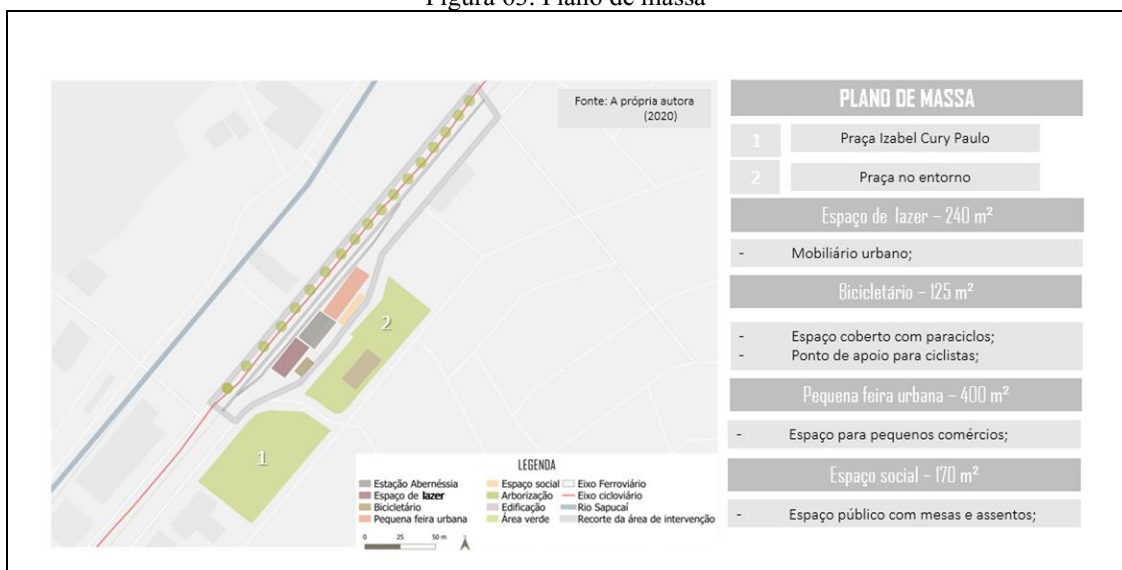 Figura 05: Plano de massa
Fonte: A própria autora
(2020)
1
2
LEGENDA
Estação Abernéssia
Espaço de lazer
Bicicletário
Pequena feira urbana
Espaço social
Arborização
Edificação
Área verde
Eixo Ferroviário
Eixo cicloviário
Rio Sapucaí
Recorte da área de intervenção
0 25 50 m
PLANO DE MASSA
1 Praça Izabel Cury Paulo
2 Praça no entorno
Espaço de lazer – 240 m²
- Mobiliário urbano;
Bicicletário – 125 m²
- Espaço coberto com paraciclos;
- Ponto de apoio para ciclistas;
Pequena feira urbana – 400 m²
- Espaço para pequenos comércios;
Espaço social – 170 m²
- Espaço público com mesas e assentos;